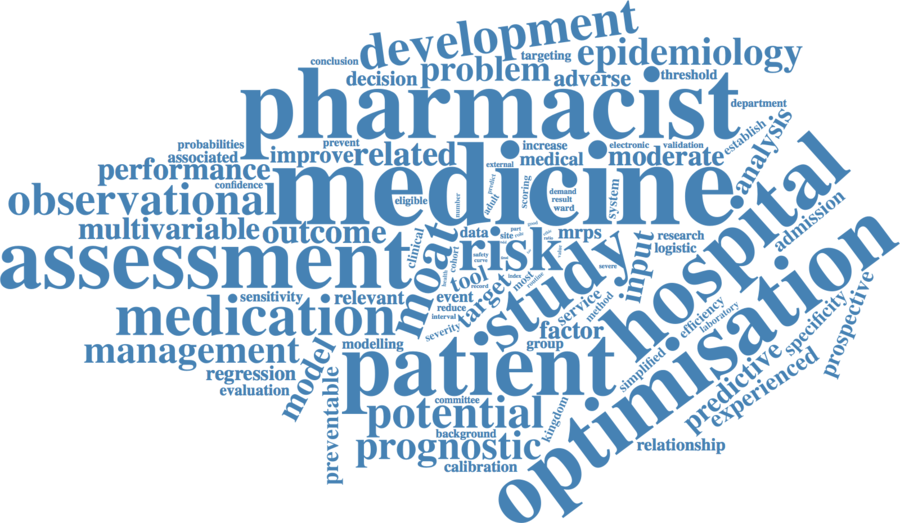 development
targeting
epidemiology
conclusion
decision
problem
adverse
threshold
pharmacist
department
probabilities
associated
prevent
improve
related
increase
medical
electronic
validation
moderate
establish
analysis
performance
confidence
external
medicine
observational
eligible
number
adult
predict
scoring
demand
result
ward
system
hospital
admission
multivariable
outcome
clinical
moat
data
site
part
mrps
risk
research
logistic
assessment
cohort
safety
curve
tool
record
index
most
routine
severe
study
input
sensitivity
relevant
event
reduce
interval
target
service
method
medication
severity
factor
group
efficiency
laboratory
optimisation
specificity
prospective
management
modelling
model
patient
simplified
predictive
experienced
regression
evaluation
preventable
committee
potential
kingdom
background
prognostic
calibration
relationship